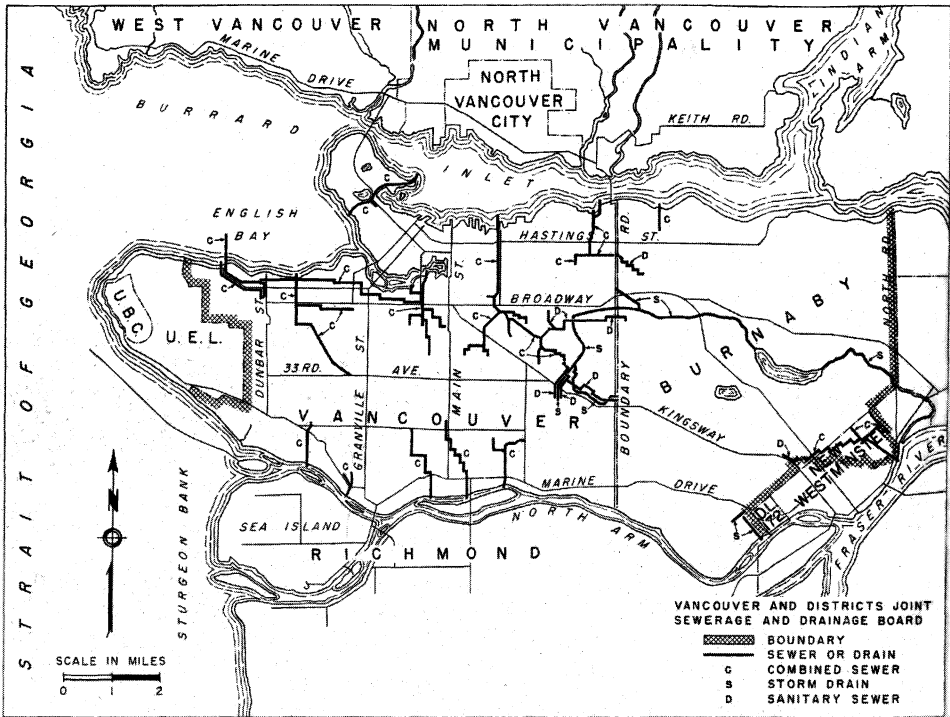 WEST VANCOUVER
NORTH VANCOUVER
MUNICIPALITY
MARINE DRIVE
NORTH
VANCOUVER
CITY
INDIAN
ARM
KEITH RD.
BURRARD
INLET
STRAIT OF GEORGIA
ENGLISH
BAY
HASTINGS ST.
RD.
C
C
C
C
C
D
C
C
C
D
U.B.C.
U.E.L.
DUNBAR ST.
BROADWAY
BURNABY
NORTH RD.
C
C
C
C
D
S
C
D
S
S
33RD. AVE.
GRANVILLE ST.
MAIN ST.
BOUNDARY
D
S
D
S
D
VANCOUVER
KINGSWAY
C
C
C
C
C
D
C
C
NEW
WESTMINSTER
MARINE DRIVE
D.L.
172
S
FRASER RIVER
NORTH ARM
SEA ISLAND
RICHMOND
STURGEON BANK
N
SCALE IN MILES
0 1 2
VANCOUVER AND DISTRICTS JOINT
SEWERAGE AND DRAINAGE BOARD
BOUNDARY
SEWER OR DRAIN
C COMBINED SEWER
S STORM DRAIN
D SANITARY SEWER